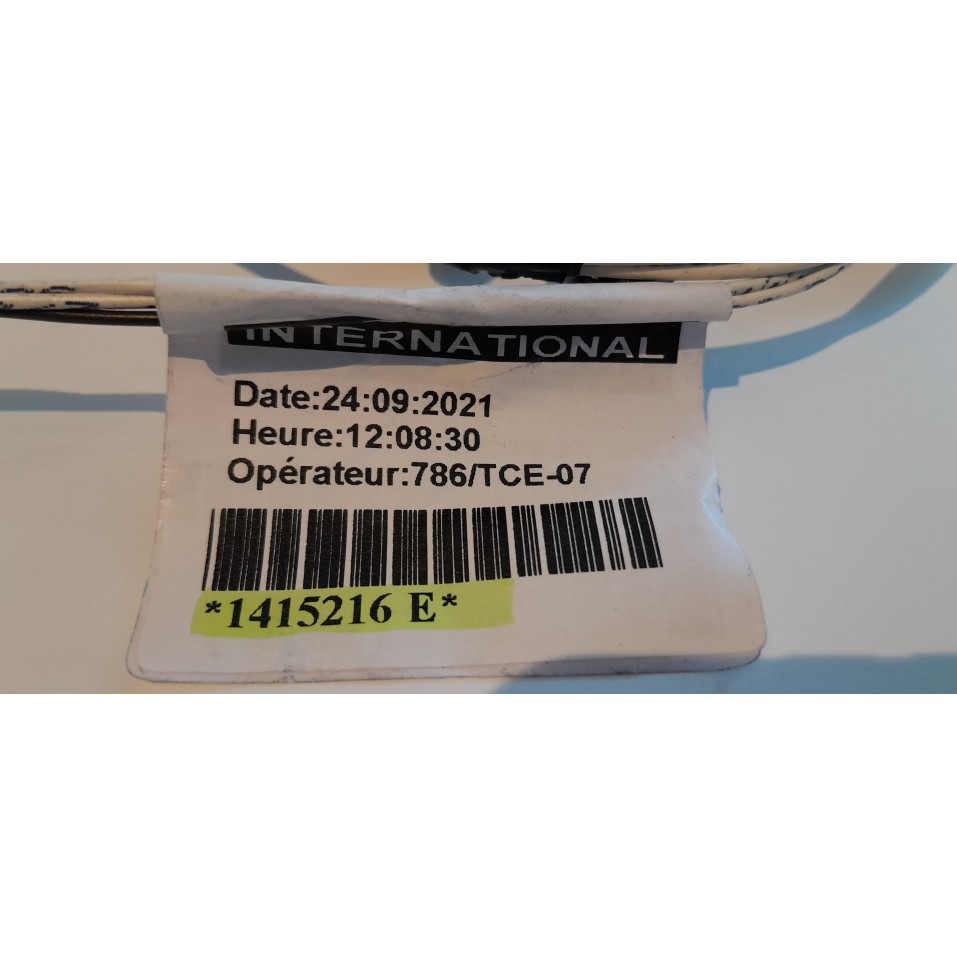 INTERNATIONAL
Date:24:09:2021
Heure:12:08:30
Opérateur:786/TCE-07
*1415216 E*